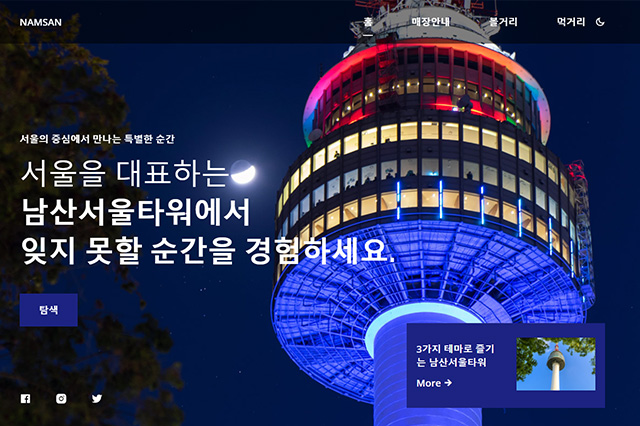 NAMSAN
홈 매장안내 볼거리 먹거리
서울의 중심에서 만나는 특별한 순간
서울을 대표하는
남산서울타워에서
잊지 못할 순간을 경험하세요.
탐색
3가지 테마로 즐기
는 남산서울타워
More →